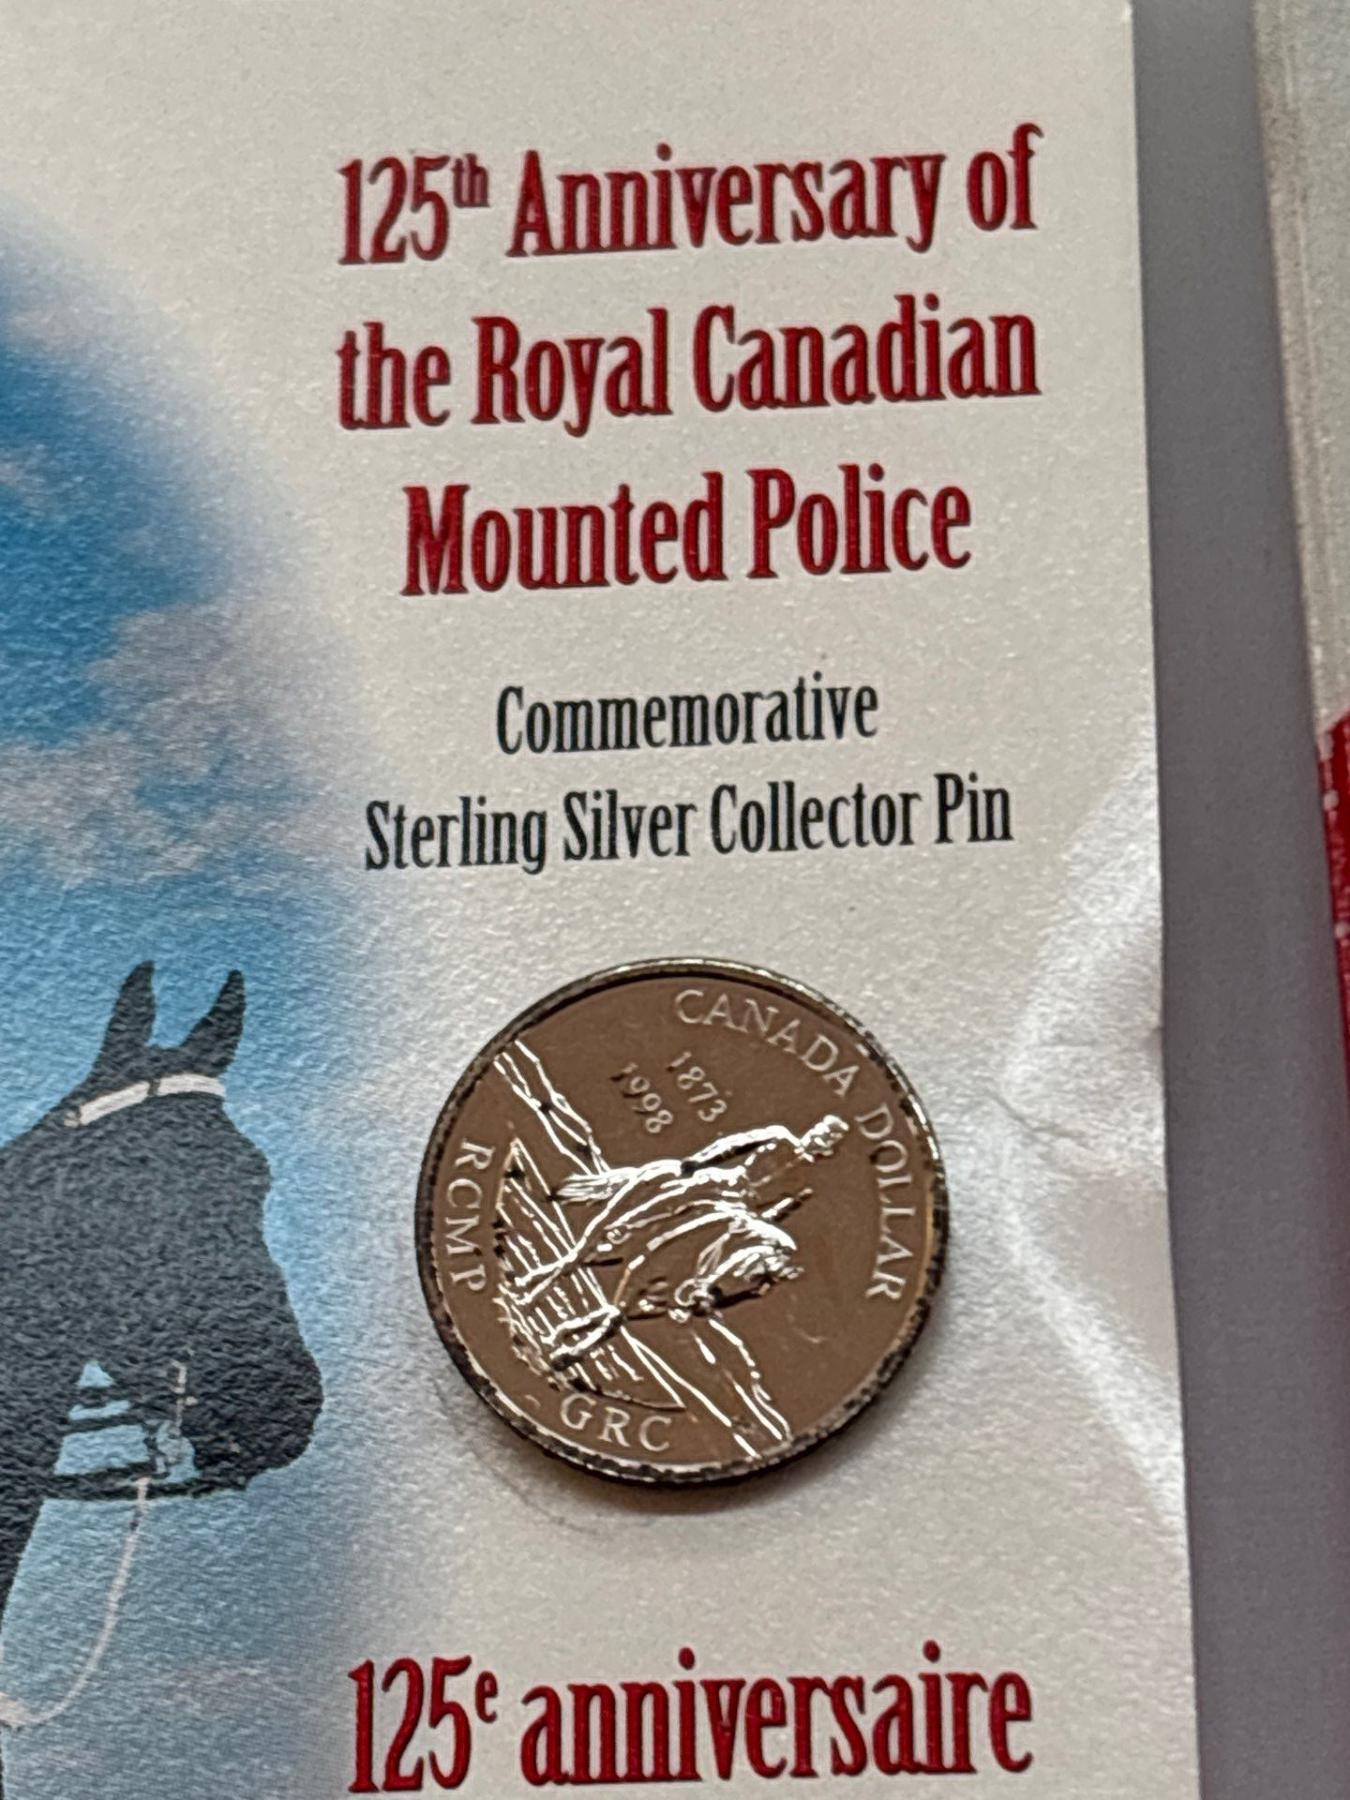 125th Anniversary of
the Royal Canadian
Mounted Police
Commemorative
Sterling Silver Collector Pin
CANADA DOLLAR
1873
1998
RCMP
GRC
125e anniversaire